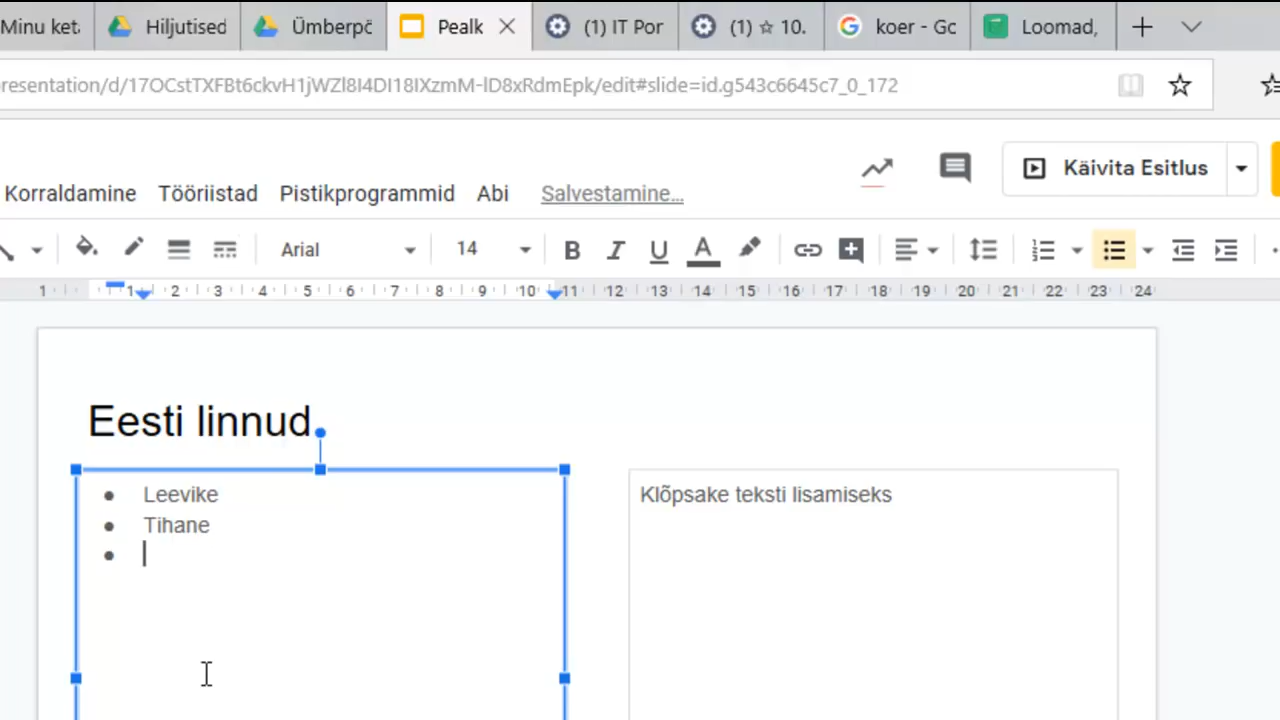 Minu keta Hiljutised Ümberpö Pealk (1) IT Por (1) ☆ 10. koer - Go Loomad,
resentation/d/17OCstTXFBt6ckvH1jWZl8I4DI18IXzmM-lD8xRdmEpk/edit#slide=id.g543c6645c7_0_172
Käivita Esitlus
Korraldamine Tööriistad Pistikprogrammid Abi Salvestamine...
Arial 14 B I U A
1 1 2 3 4 5 6 7 8 9 10 11 12 13 14 15 16 17 18 19 20 21 22 23 24
Eesti linnud
● Leevike
● Tihane
●
Klõpsake teksti lisamiseks